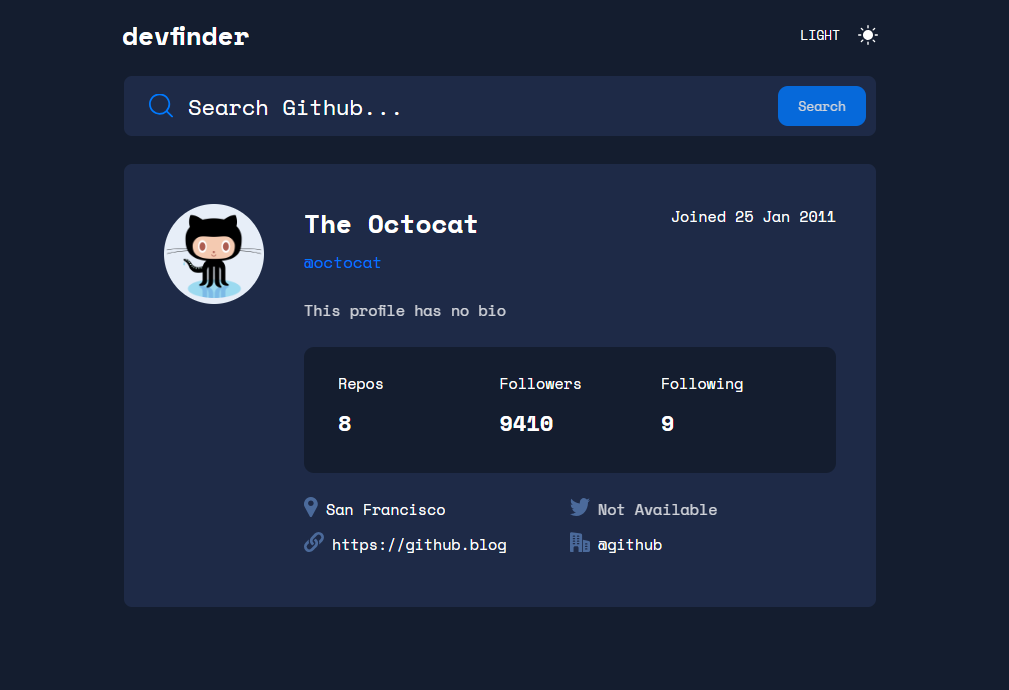 devfinder
LIGHT
Search Github...
Search
The Octocat
Joined 25 Jan 2011
@octocat
This profile has no bio
Repos
Followers
Following
8
9410
9
San Francisco
Not Available
https://github.blog
@github